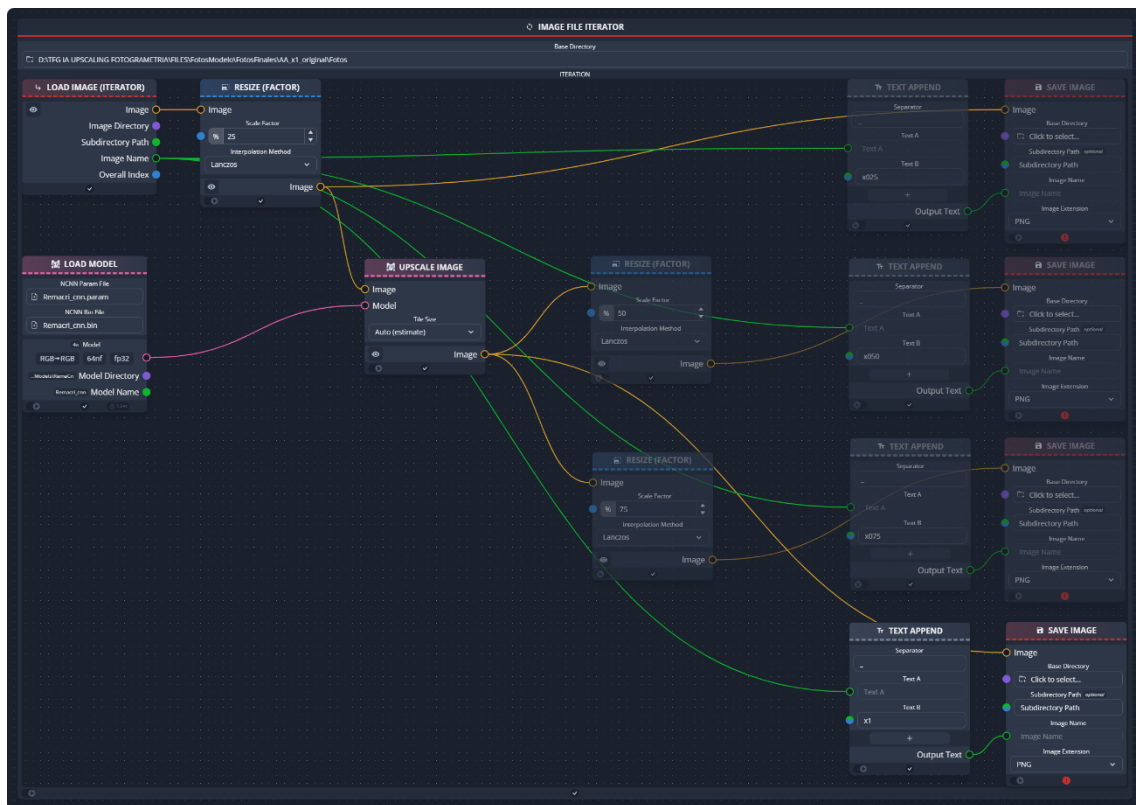 IMAGE FILE ITERATOR
Base Directory
D:\TFG IA UPSCALING FOTOGRAMETRIA\FILES\FotosModelo\FotosFinales\AA_x1_original\Fotos
ITERATION
LOAD IMAGE (ITERATOR)
Image
Image Directory
Subdirectory Path
Image Name
Overall Index
RESIZE (FACTOR)
Image
Scale Factor
% 25
Interpolation Method
Lanczos
Image
TEXT APPEND
Separator
_
Text A
Text A
Text B
x025
+
Output Text
SAVE IMAGE
Image
Base Directory
Click to select...
Subdirectory Path optional
Subdirectory Path
Image Name
Image Name
Image Extension
PNG
LOAD MODEL
NCNN Param File
Remacri_cnn.param
NCNN Bin File
Remacri_cnn.bin
4x Model
RGB→RGB 64nf fp32
Model Directory
Remacri_cnn Model Name
UPSCALE IMAGE
Image
Model
Tile Size
Auto (estimate)
Image
RESIZE (FACTOR)
Image
Scale Factor
% 50
Interpolation Method
Lanczos
Image
TEXT APPEND
Separator
_
Text A
Text A
Text B
x050
+
Output Text
SAVE IMAGE
Image
Base Directory
Click to select...
Subdirectory Path optional
Subdirectory Path
Image Name
Image Name
Image Extension
PNG
RESIZE (FACTOR)
Image
Scale Factor
% 75
Interpolation Method
Lanczos
Image
TEXT APPEND
Separator
_
Text A
Text A
Text B
x075
+
Output Text
SAVE IMAGE
Image
Base Directory
Click to select...
Subdirectory Path optional
Subdirectory Path
Image Name
Image Name
Image Extension
PNG
TEXT APPEND
Separator
_
Text A
Text A
Text B
x1
+
Output Text
SAVE IMAGE
Image
Base Directory
Click to select...
Subdirectory Path optional
Subdirectory Path
Image Name
Image Name
Image Extension
PNG